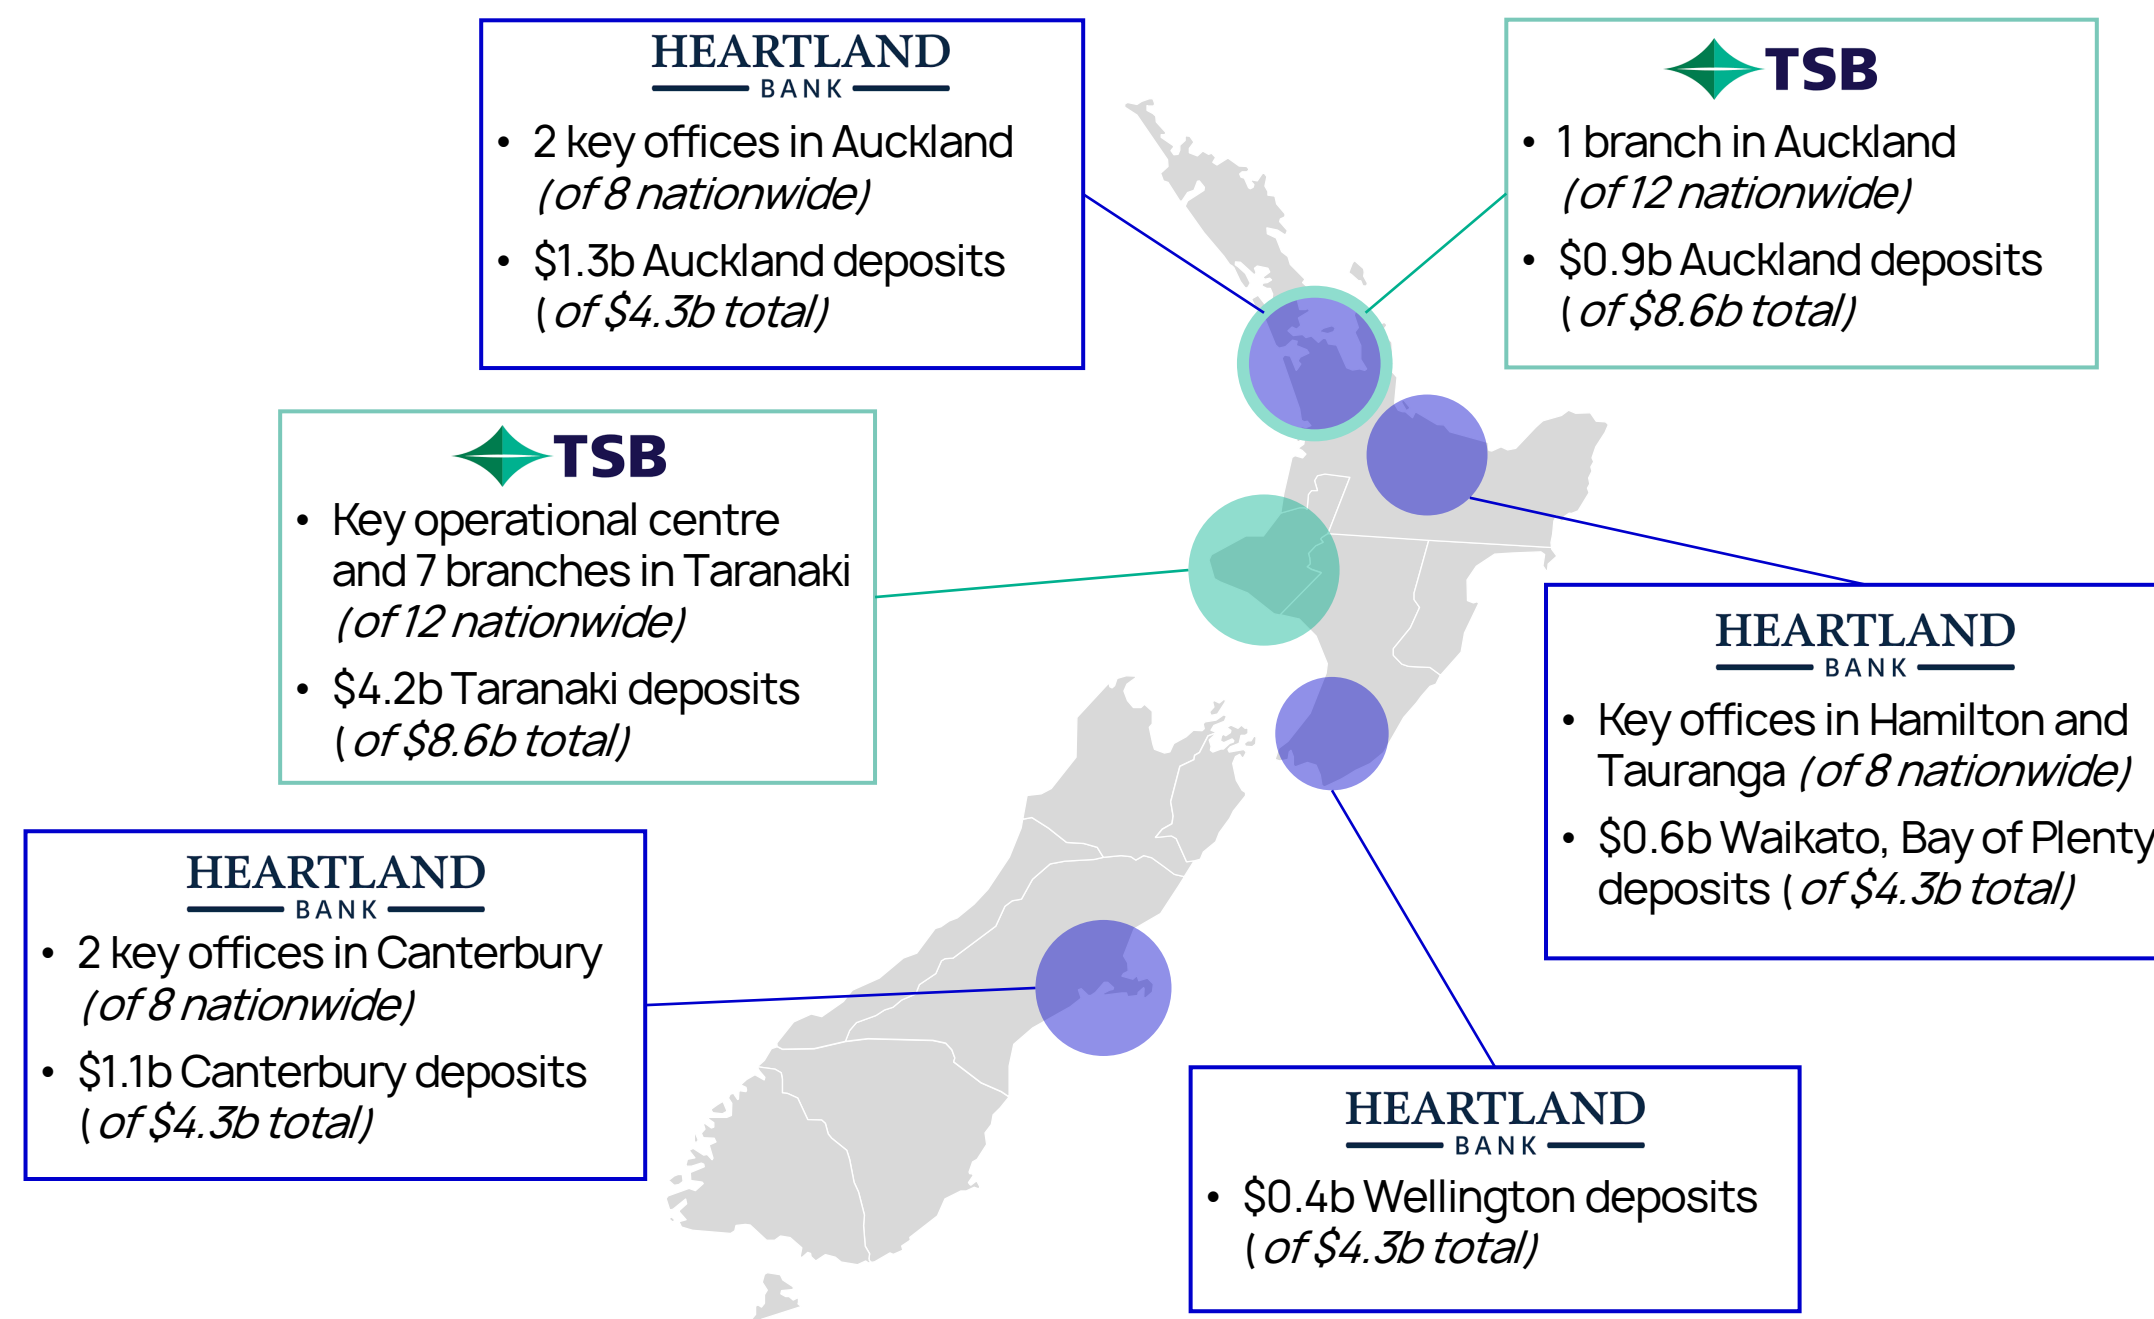 HEARTLAND
BANK
• 2 key offices in Auckland
(of 8 nationwide)
• $1.3b Auckland deposits
(of $4.3b total)
TSB
• 1 branch in Auckland
(of 12 nationwide)
• $0.9b Auckland deposits
(of $8.6b total)
TSB
• Key operational centre
and 7 branches in Taranaki
(of 12 nationwide)
• $4.2b Taranaki deposits
(of $8.6b total)
HEARTLAND
BANK
• Key offices in Hamilton and
Tauranga (of 8 nationwide)
• $0.6b Waikato, Bay of Plenty
deposits (of $4.3b total)
HEARTLAND
BANK
• 2 key offices in Canterbury
(of 8 nationwide)
• $1.1b Canterbury deposits
(of $4.3b total)
HEARTLAND
BANK
• $0.4b Wellington deposits
(of $4.3b total)